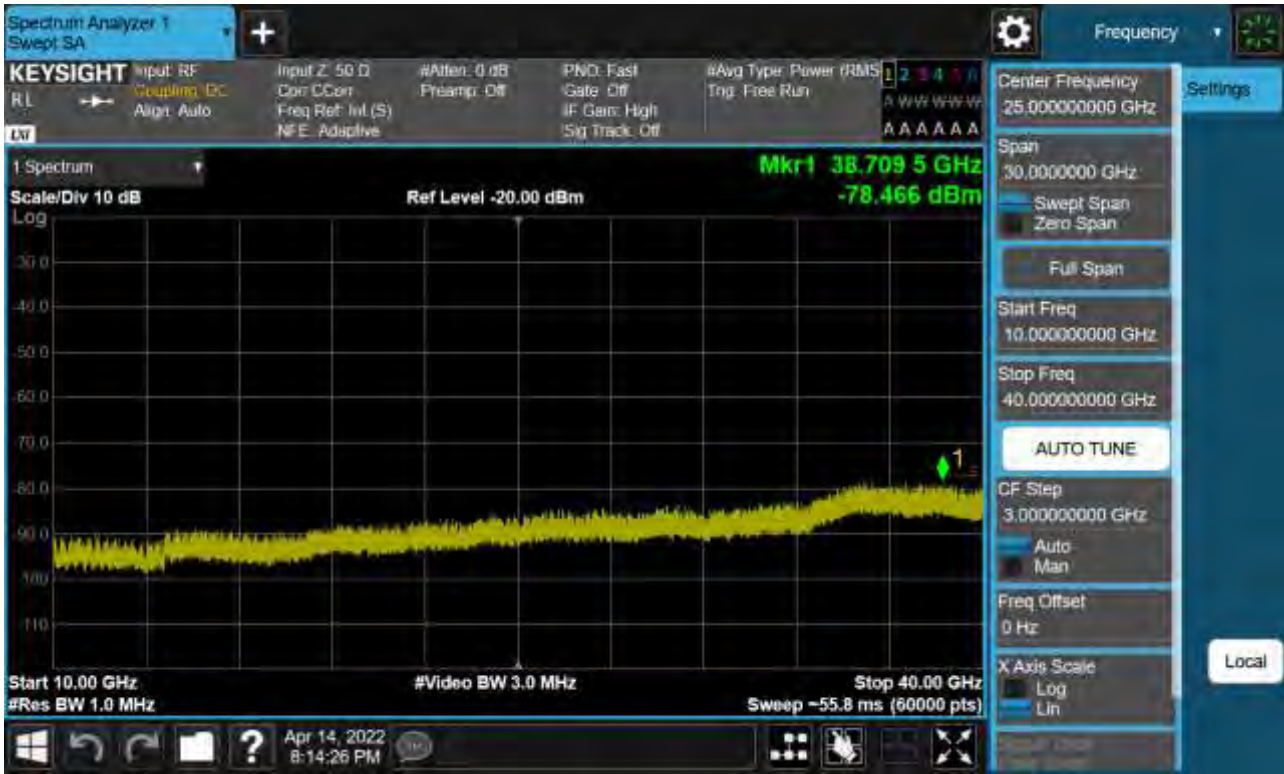 Spectrum Analyzer 1
Swept SA
+
Frequency
KEYSIGHT
RL
Input: RF
Coupling: DC
Align: Auto
Input Z: 50 Ω
Corr CCorr
Freq Ref: Int (S)
NFE: Adaptive
#Atten: 0 dB
Preamp: Off
PNO: Fast
Gate: Off
IF Gain: High
Sig Track: Off
#Avg Type: Power (RMS
Trig: Free Run
1 2 3 4 5 6
A W W W W W
A A A A A A
LXI
1 Spectrum
Mkr1 38.709 5 GHz
-78.466 dBm
Scale/Div 10 dB
Ref Level -20.00 dBm
Log
-30.0
-40.0
-50.0
-60.0
-70.0
-80.0
-90.0
-100
-110
1
Start 10.00 GHz
#Video BW 3.0 MHz
Stop 40.00 GHz
#Res BW 1.0 MHz
Sweep ~55.8 ms (60000 pts)
Apr 14, 2022
8:14:26 PM
?
Center Frequency
25.000000000 GHz
Settings
Span
30.0000000 GHz
Swept Span
Zero Span
Full Span
Start Freq
10.000000000 GHz
Stop Freq
40.000000000 GHz
AUTO TUNE
CF Step
3.000000000 GHz
Auto
Man
Freq Offset
0 Hz
X Axis Scale
Log
Lin
Local